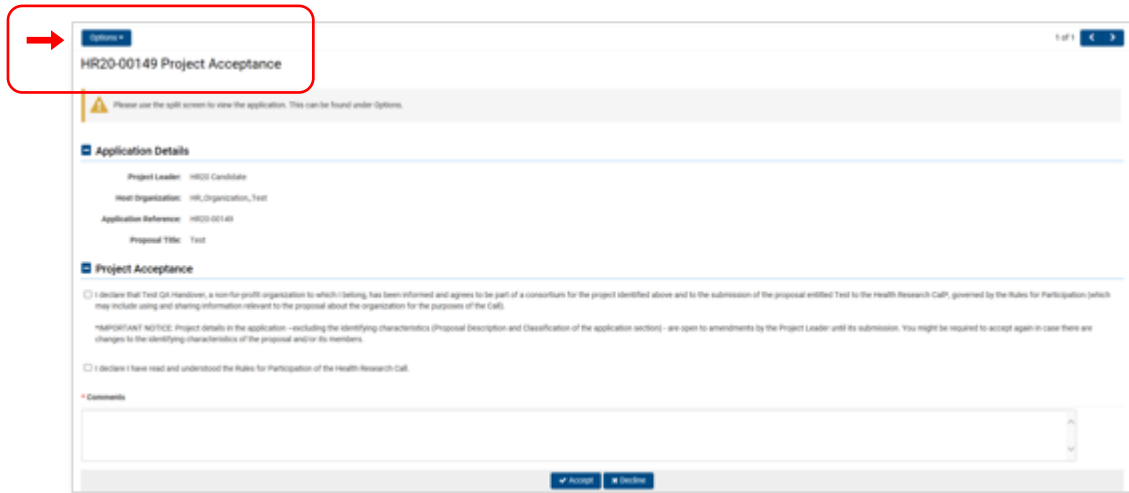 Options
1 of 1
HR20-00149 Project Acceptance
Please use the split screen to view the application. This can be found under Options.
Application Details
Project Leader: HR20 Candidate
Host Organization: HR_Organization_Test
Application Reference: HR20-00149
Proposal Title: Test
Project Acceptance
I declare that Test QA Handover, a non-for-profit organization to which I belong, has been informed and agrees to be part of a consortium for the project identified above and to the submission of the proposal entitled Test to the Health Research Call*, governed by the Rules for Participation (which
may include using and sharing information relevant to the proposal about the organization for the purposes of the Call).
*IMPORTANT NOTICE: Project details in the application –excluding the identifying characteristics (Proposal Description and Classification of the application section) - are open to amendments by the Project Leader until its submission. You might be required to accept again in case there are
changes to the identifying characteristics of the proposal and/or its members.
I declare I have read and understood the Rules for Participation of the Health Research Call.
* Comments
Accept
Decline